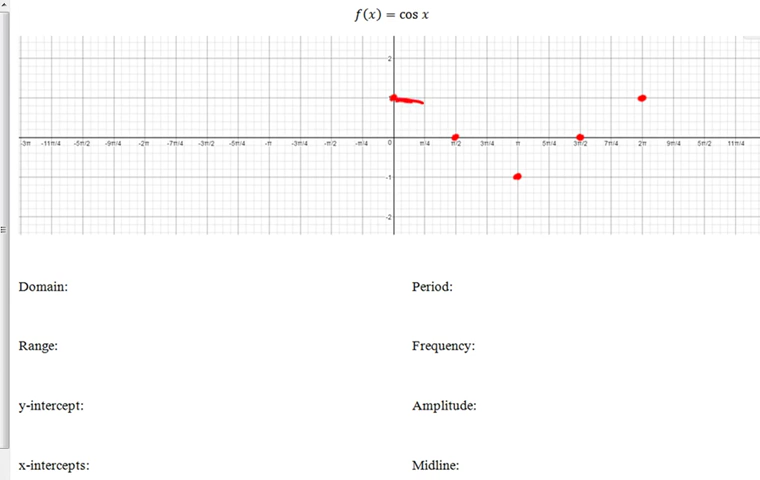 f(x) = cos x
2
-3π -11π/4 -5π/2 -9π/4 -2π -7π/4 -3π/2 -5π/4 -π -3π/4 -π/2 -π/4 0 π/4 π/2 3π/4 π 5π/4 3π/2 7π/4 2π 9π/4 5π/2 11π/4
-1
-2
Domain: Period:
Range: Frequency:
y-intercept: Amplitude:
x-intercepts: Midline: